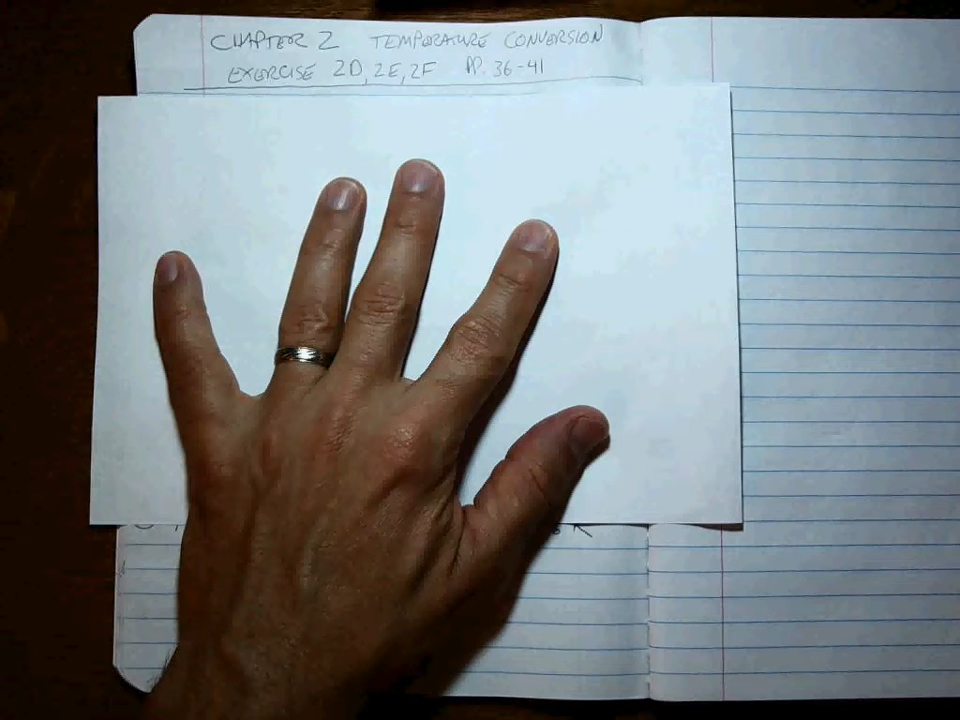 CHAPTER 2 TEMPERATURE CONVERSION
EXERCISE 2D, 2E, 2F PP. 36-41